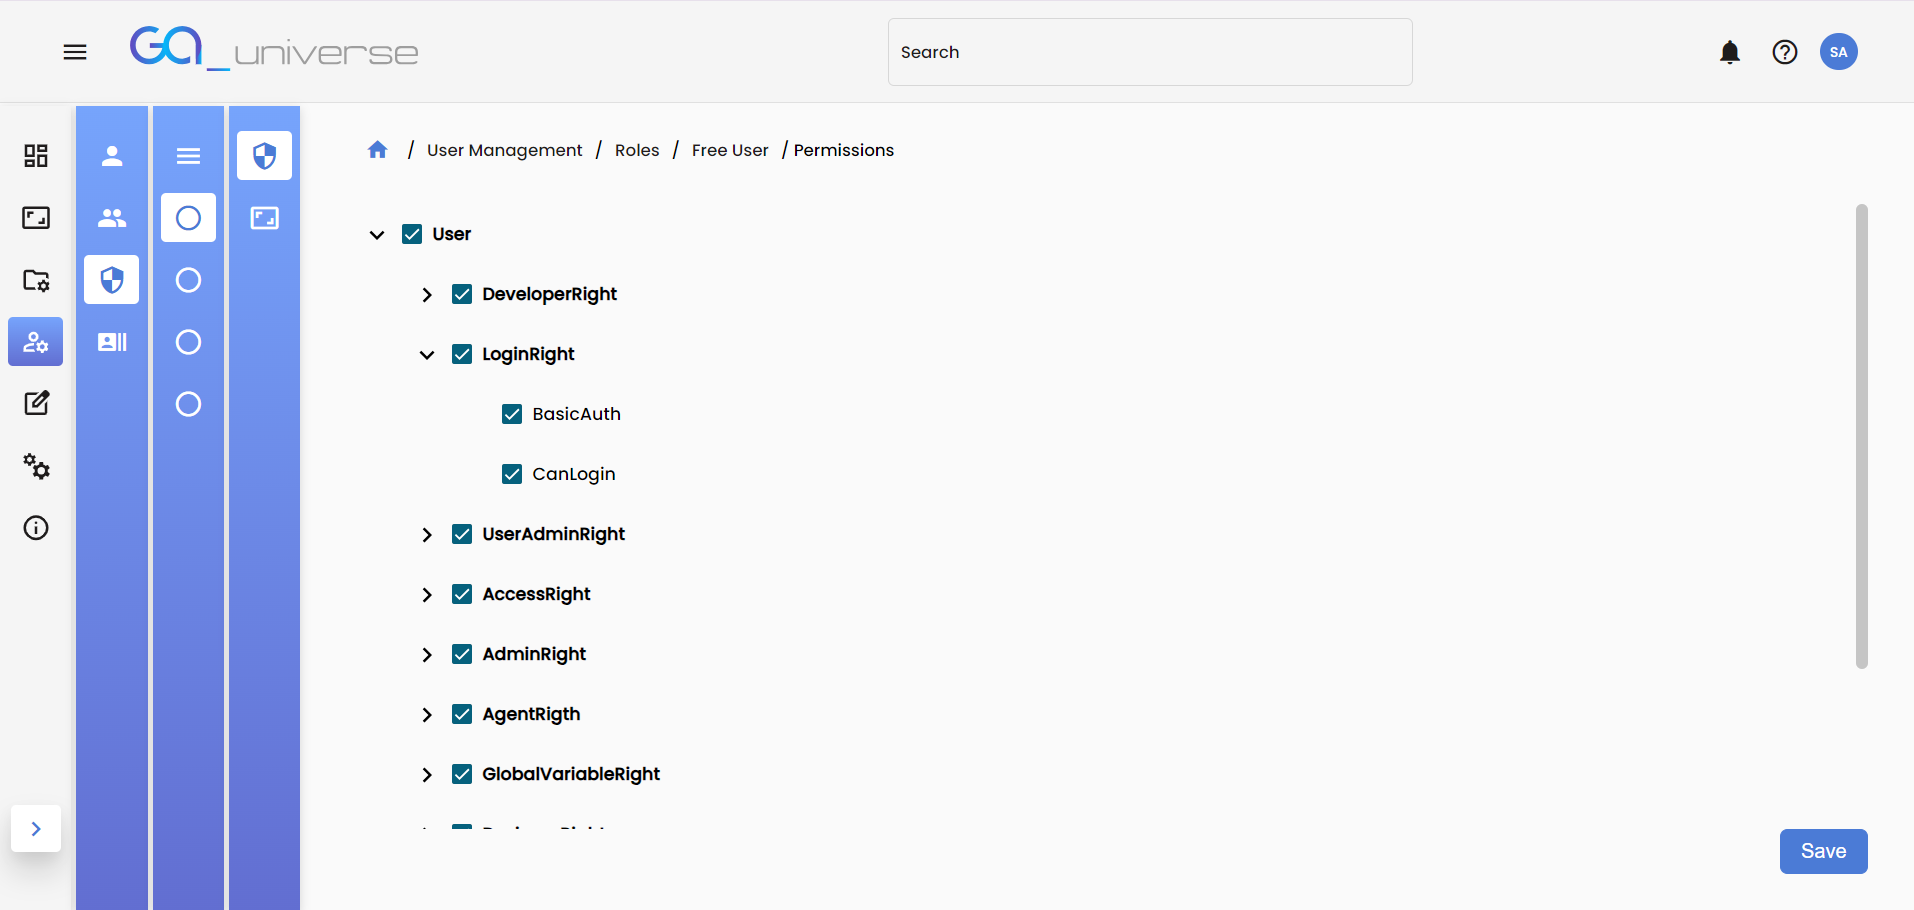 GA_universe
Search
SA
/ User Management / Roles / Free User / Permissions
User
DeveloperRight
LoginRight
BasicAuth
CanLogin
UserAdminRight
AccessRight
AdminRight
AgentRigth
GlobalVariableRight
Save